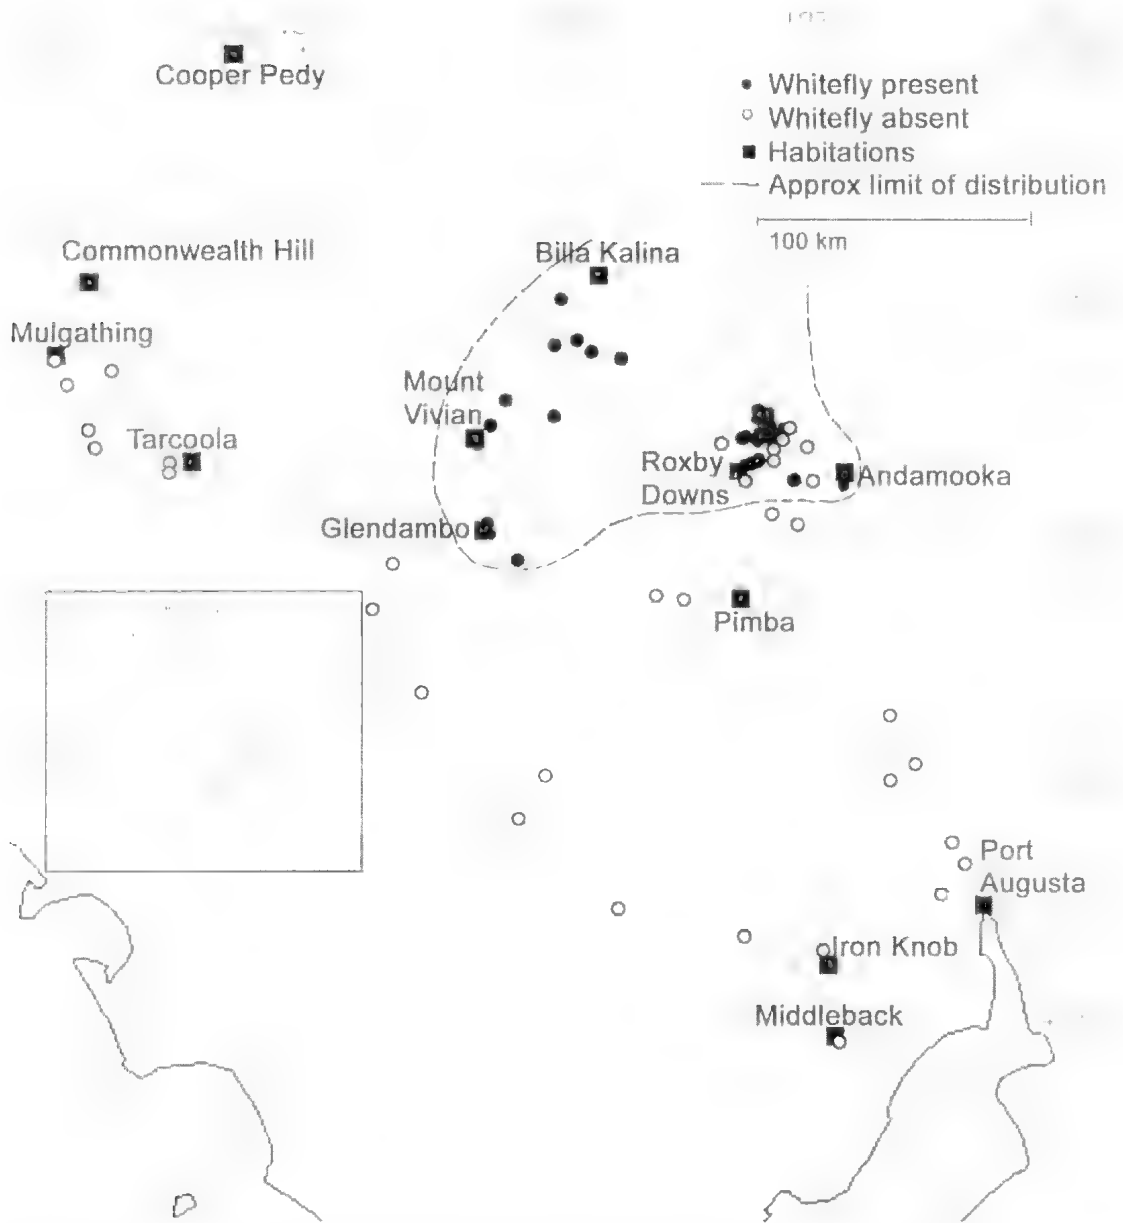 Cooper Pedy
Whitefly present
Whitefly absent
Habitations
Approx limit of distribution
100 km
Commonwealth Hill
Billa Kalina
Mulgathing
Mount
Vivian
Tarcoola
Roxby
Downs
Andamooka
Glendambo
Pimba
Port
Augusta
Iron Knob
Middleback